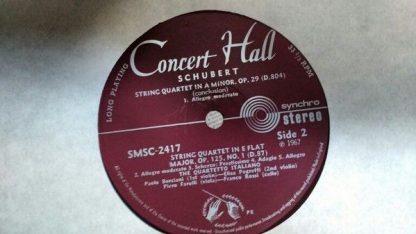 LONG PLAYING
33⅓ RPM
Concert Hall
SCHUBERT
STRING QUARTET IN A MINOR, OP. 29 (D.804)
(conclusion)
1. Allegro moderato
synchro
stereo
SMSC-2417
Side 2
℗ 1967
STRING QUARTET IN E FLAT
MAJOR, OP. 125, NO. 1 (D.87)
2. Allegro moderato 3. Scherzo: Prestissimo 4. Adagio 5. Allegro
THE QUARTETTO ITALIANO
Paolo Borciani (1st violin)—Elisa Pegreffi (2nd violin)
Piero Farulli (viola)—Franco Rossi (cello)
PE